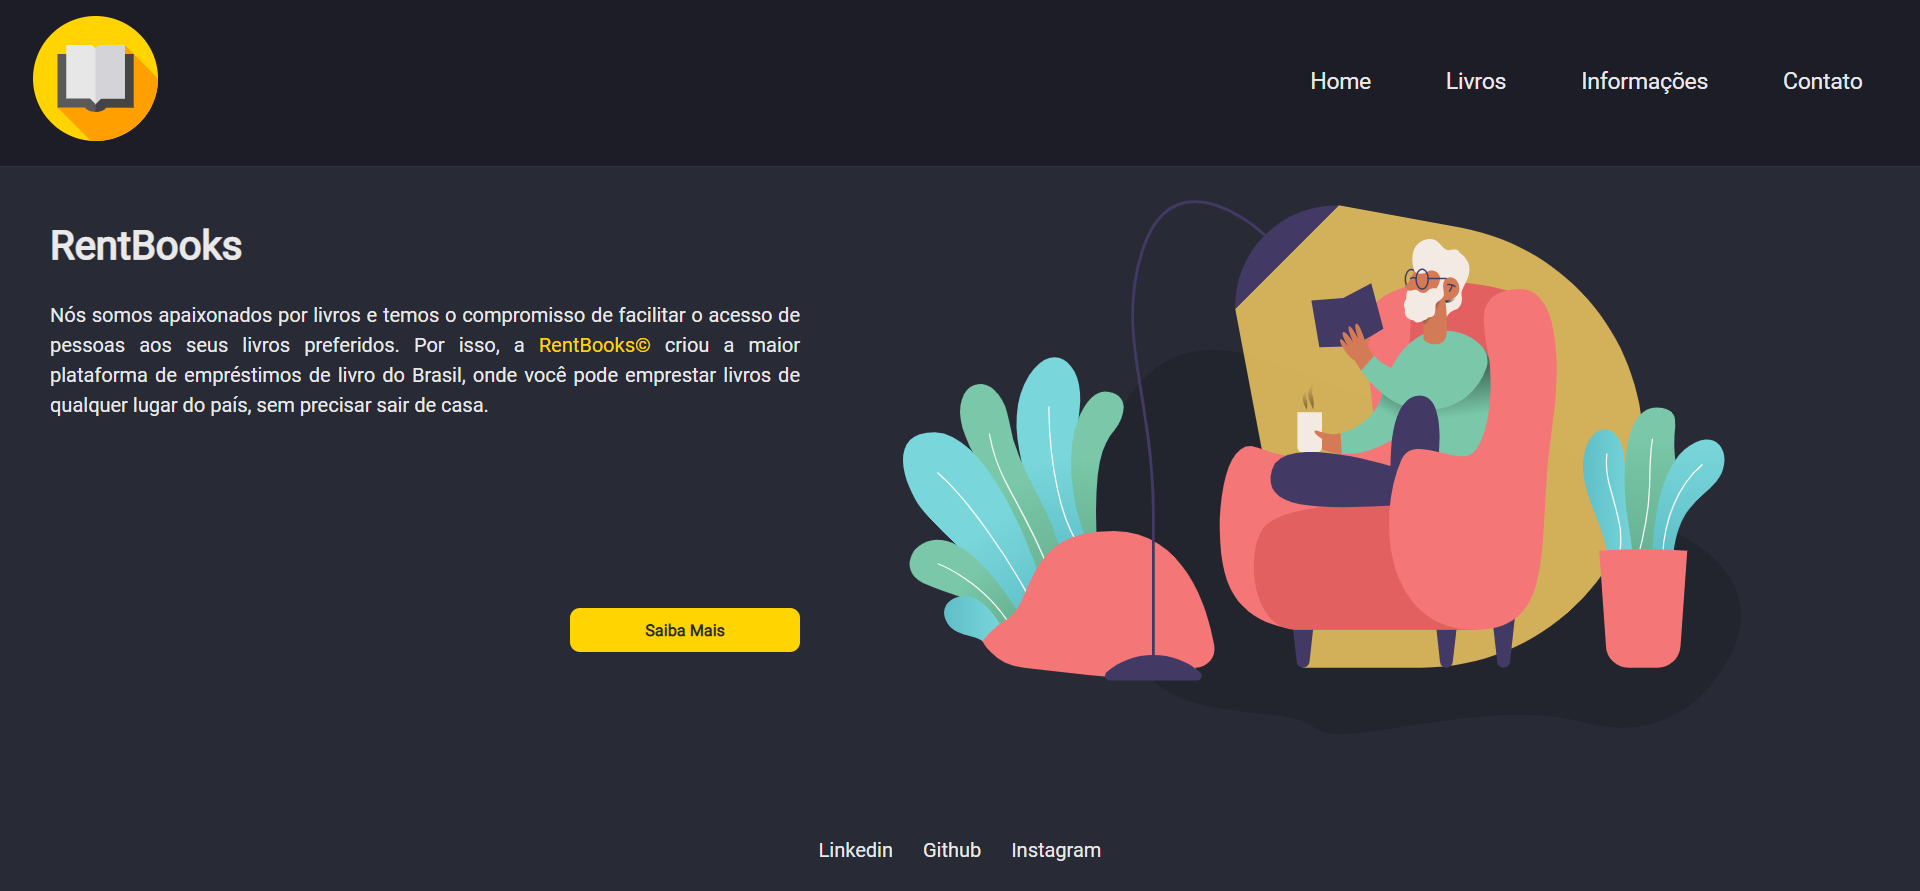 Home Livros Informações Contato
RentBooks
Nós somos apaixonados por livros e temos o compromisso de facilitar o acesso de
pessoas aos seus livros preferidos. Por isso, a RentBooks© criou a maior
plataforma de empréstimos de livro do Brasil, onde você pode emprestar livros de
qualquer lugar do país, sem precisar sair de casa.
Saiba Mais
Linkedin Github Instagram